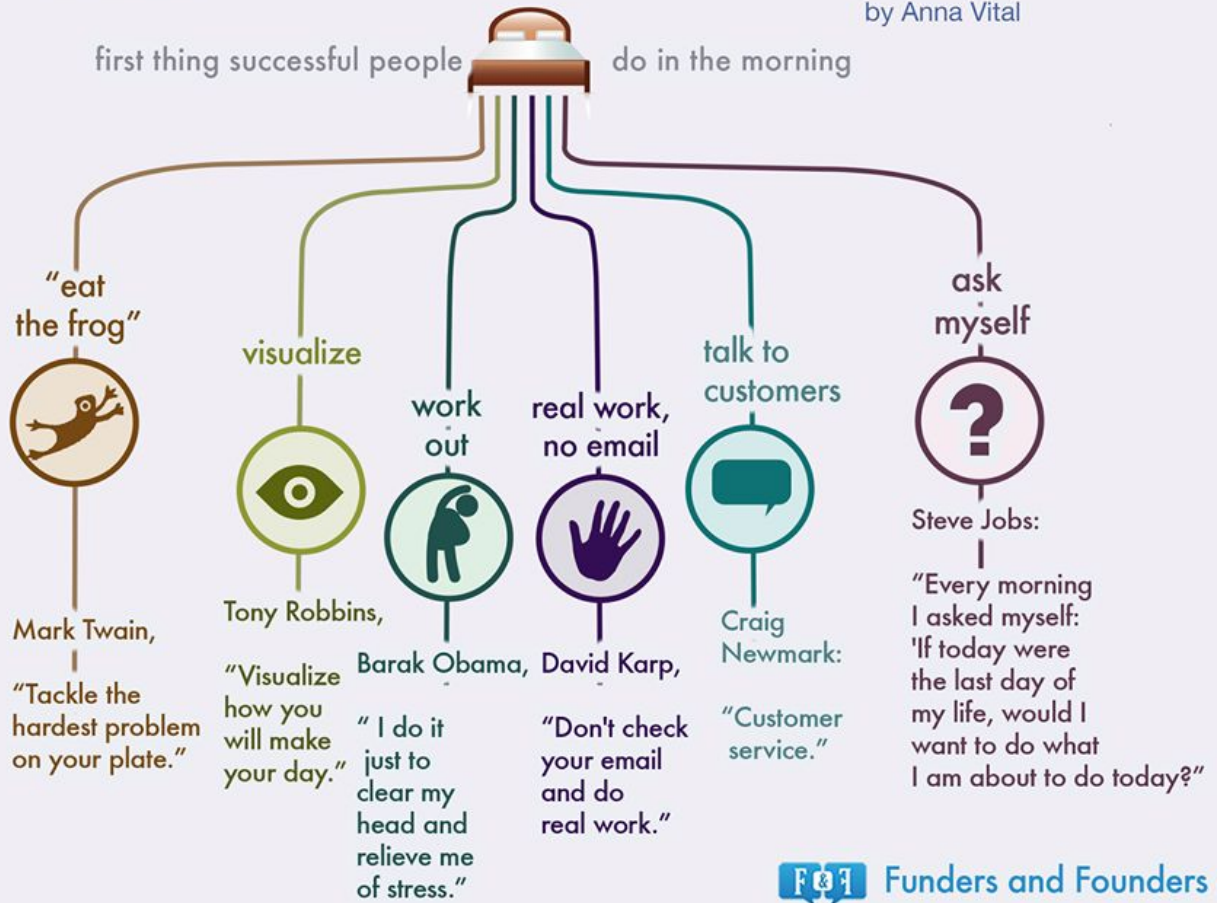 by Anna Vital
first thing successful people do in the morning
"eat
the frog"
Mark Twain,
"Tackle the
hardest problem
on your plate."
visualize
Tony Robbins,
"Visualize
how you
will make
your day."
work
out
Barak Obama,
" I do it
just to
clear my
head and
relieve me
of stress."
real work,
no email
David Karp,
"Don't check
your email
and do
real work."
talk to
customers
Craig
Newmark:
"Customer
service."
ask
myself
?
Steve Jobs:
"Every morning
I asked myself:
'If today were
the last day of
my life, would I
want to do what
I am about to do today?"
F&F Funders and Founders